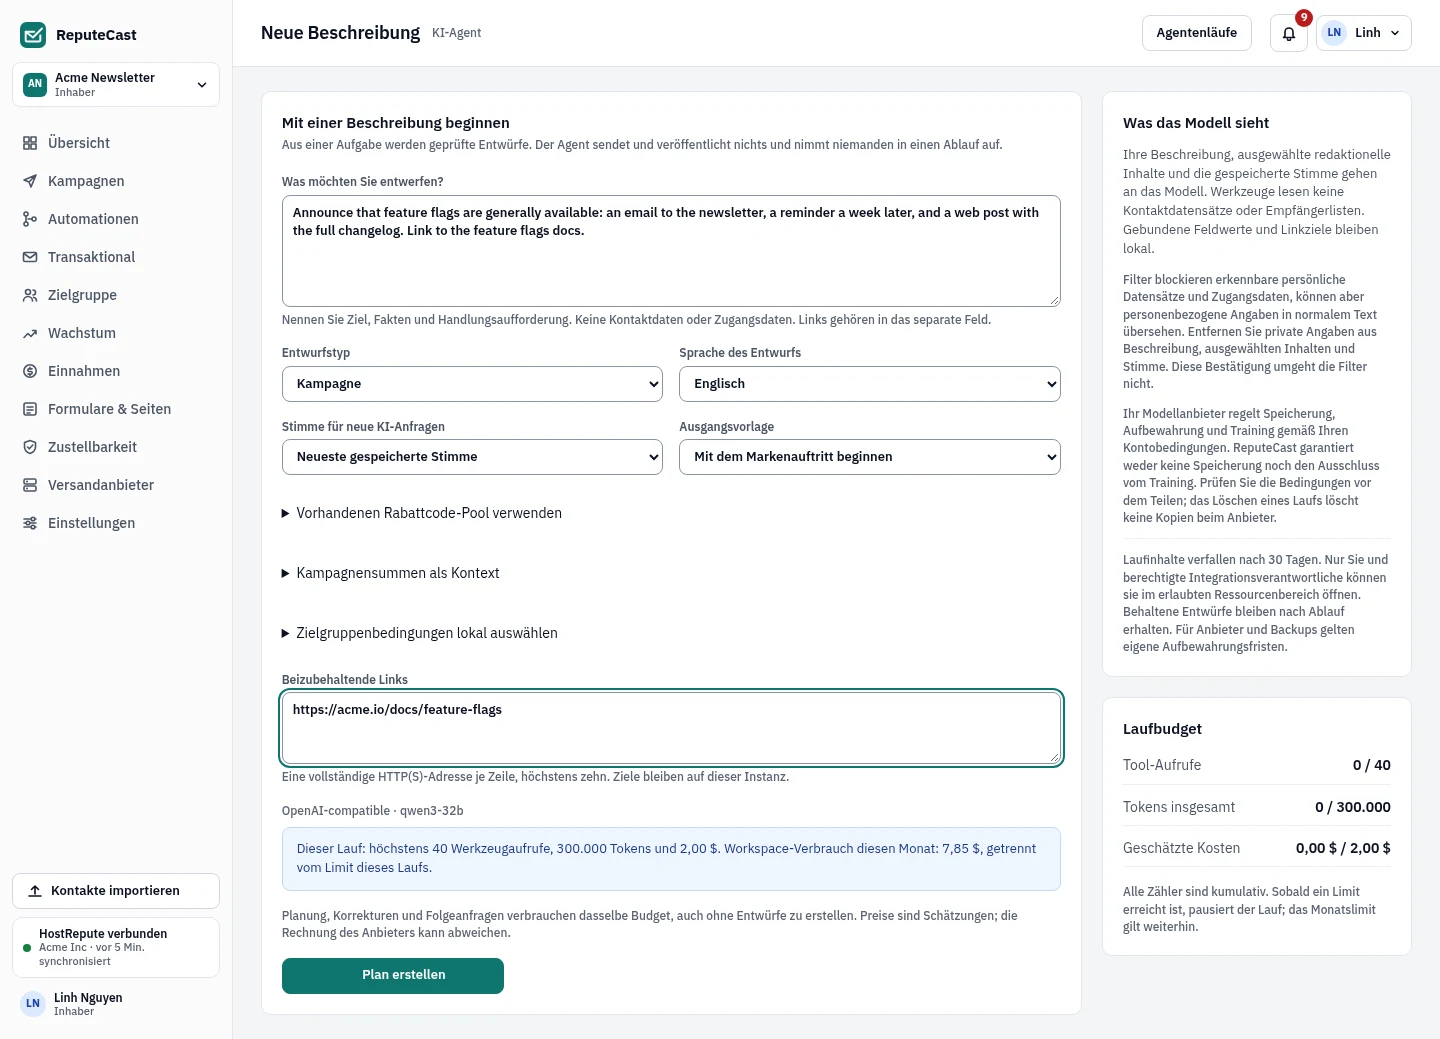 ReputeCast
AN
Acme Newsletter
Inhaber
Übersicht
Kampagnen
Automationen
Transaktional
Zielgruppe
Wachstum
Einnahmen
Formulare & Seiten
Zustellbarkeit
Versandanbieter
Einstellungen
Kontakte importieren
HostRepute verbunden
Acme Inc · vor 5 Min.
synchronisiert
LN
Linh Nguyen
Inhaber
Neue Beschreibung
KI-Agent
Agentenläufe
9
LN
Linh
Mit einer Beschreibung beginnen
Aus einer Aufgabe werden geprüfte Entwürfe. Der Agent sendet und veröffentlicht nichts und nimmt niemanden in einen Ablauf auf.
Was möchten Sie entwerfen?
Announce that feature flags are generally available: an email to the newsletter, a reminder a week later, and a web post with
the full changelog. Link to the feature flags docs.
Nennen Sie Ziel, Fakten und Handlungsaufforderung. Keine Kontaktdaten oder Zugangsdaten. Links gehören in das separate Feld.
Entwurfstyp
Sprache des Entwurfs
Kampagne
Englisch
Stimme für neue KI-Anfragen
Ausgangsvorlage
Neueste gespeicherte Stimme
Mit dem Markenauftritt beginnen
Vorhandenen Rabattcode-Pool verwenden
Kampagnensummen als Kontext
Zielgruppenbedingungen lokal auswählen
Beizubehaltende Links
https://acme.io/docs/feature-flags
Eine vollständige HTTP(S)-Adresse je Zeile, höchstens zehn. Ziele bleiben auf dieser Instanz.
OpenAI-compatible · qwen3-32b
Dieser Lauf: höchstens 40 Werkzeugaufrufe, 300.000 Tokens und 2,00 $. Workspace-Verbrauch diesen Monat: 7,85 $, getrennt
vom Limit dieses Laufs.
Planung, Korrekturen und Folgeanfragen verbrauchen dasselbe Budget, auch ohne Entwürfe zu erstellen. Preise sind Schätzungen; die
Rechnung des Anbieters kann abweichen.
Plan erstellen
Was das Modell sieht
Ihre Beschreibung, ausgewählte redaktionelle
Inhalte und die gespeicherte Stimme gehen
an das Modell. Werkzeuge lesen keine
Kontaktdatensätze oder Empfängerlisten.
Gebundene Feldwerte und Linkziele bleiben
lokal.
Filter blockieren erkennbare persönliche
Datensätze und Zugangsdaten, können aber
personenbezogene Angaben in normalem Text
übersehen. Entfernen Sie private Angaben aus
Beschreibung, ausgewählten Inhalten und
Stimme. Diese Bestätigung umgeht die Filter
nicht.
Ihr Modellanbieter regelt Speicherung,
Aufbewahrung und Training gemäß Ihren
Kontobedingungen. ReputeCast garantiert
weder keine Speicherung noch den Ausschluss
vom Training. Prüfen Sie die Bedingungen vor
dem Teilen; das Löschen eines Laufs löscht
keine Kopien beim Anbieter.
Laufinhalte verfallen nach 30 Tagen. Nur Sie und
berechtigte Integrationsverantwortliche können
sie im erlaubten Ressourcenbereich öffnen.
Behaltene Entwürfe bleiben nach Ablauf
erhalten. Für Anbieter und Backups gelten
eigene Aufbewahrungsfristen.
Laufbudget
Tool-Aufrufe
0 / 40
Tokens insgesamt
0 / 300.000
Geschätzte Kosten
0,00 $ / 2,00 $
Alle Zähler sind kumulativ. Sobald ein Limit
erreicht ist, pausiert der Lauf; das Monatslimit
gilt weiterhin.